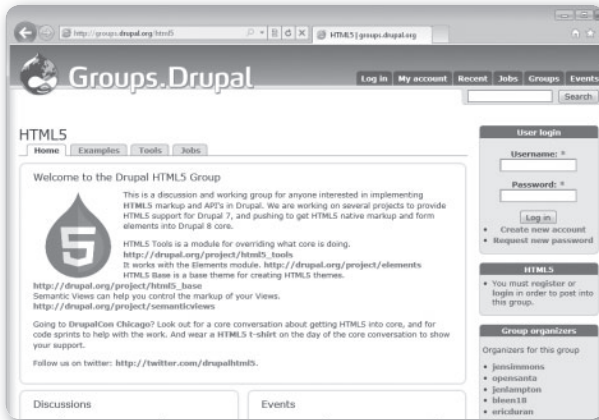 http://groups.drupal.org/html5
HTML5 | groups.drupal.org
Groups.Drupal
Log in My account Recent Jobs Groups Events
Search
HTML5
Home Examples Tools Jobs
Welcome to the Drupal HTML5 Group
This is a discussion and working group for anyone interested in implementing
HTML5 markup and API's in Drupal. We are working on several projects to provide
HTML5 support for Drupal 7, and pushing to get HTML5 native markup and form
elements into Drupal 8 core.
5
HTML5 Tools is a module for overriding what core is doing.
http://drupal.org/project/html5_tools
It works with the Elements module. http://drupal.org/project/elements
HTML5 Base is a base theme for creating HTML5 themes.
http://drupal.org/project/html5_base
Semantic Views can help you control the markup of your Views.
http://drupal.org/project/semanticviews
Going to DrupalCon Chicago? Look out for a core conversation about getting HTML5 into core, and for
code sprints to help with the work. And wear a HTML5 t-shirt on the day of the core conversation to show
your support.
Follow us on twitter: http://twitter.com/drupalhtml5.
Discussions
Events
User login
Username: *
Password: *
Log in
• Create new account
• Request new password
HTML5
• You must register or
login in order to post into
this group.
Group organizers
Organizers for this group
• jensimmons
• opensanta
• jenlampton
• bleen18
• ericduran